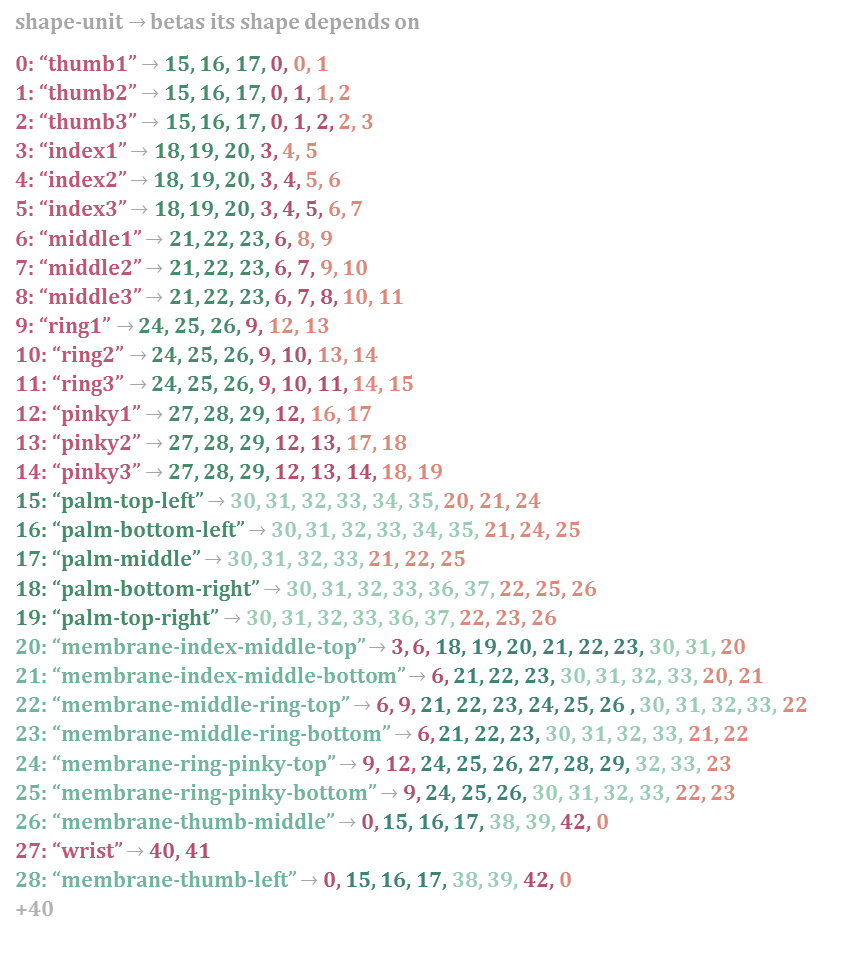 shape-unit → betas its shape depends on
0: “thumb1” → 15, 16, 17, 0, 0, 1
1: “thumb2” → 15, 16, 17, 0, 1, 1, 2
2: “thumb3” → 15, 16, 17, 0, 1, 2, 2, 3
3: “index1” → 18, 19, 20, 3, 4, 5
4: “index2” → 18, 19, 20, 3, 4, 5, 6
5: “index3” → 18, 19, 20, 3, 4, 5, 6, 7
6: “middle1” → 21, 22, 23, 6, 8, 9
7: “middle2” → 21, 22, 23, 6, 7, 9, 10
8: “middle3” → 21, 22, 23, 6, 7, 8, 10, 11
9: “ring1” → 24, 25, 26, 9, 12, 13
10: “ring2” → 24, 25, 26, 9, 10, 13, 14
11: “ring3” → 24, 25, 26, 9, 10, 11, 14, 15
12: “pinky1” → 27, 28, 29, 12, 16, 17
13: “pinky2” → 27, 28, 29, 12, 13, 17, 18
14: “pinky3” → 27, 28, 29, 12, 13, 14, 18, 19
15: “palm-top-left” → 30, 31, 32, 33, 34, 35, 20, 21, 24
16: “palm-bottom-left” → 30, 31, 32, 33, 34, 35, 21, 24, 25
17: “palm-middle” → 30, 31, 32, 33, 21, 22, 25
18: “palm-bottom-right” → 30, 31, 32, 33, 36, 37, 22, 25, 26
19: “palm-top-right” → 30, 31, 32, 33, 36, 37, 22, 23, 26
20: “membrane-index-middle-top” → 3, 6, 18, 19, 20, 21, 22, 23, 30, 31, 20
21: “membrane-index-middle-bottom” → 6, 21, 22, 23, 30, 31, 32, 33, 20, 21
22: “membrane-middle-ring-top” → 6, 9, 21, 22, 23, 24, 25, 26 , 30, 31, 32, 33, 22
23: “membrane-middle-ring-bottom” → 6, 21, 22, 23, 30, 31, 32, 33, 21, 22
24: “membrane-ring-pinky-top” → 9, 12, 24, 25, 26, 27, 28, 29, 32, 33, 23
25: “membrane-ring-pinky-bottom” → 9, 24, 25, 26, 30, 31, 32, 33, 22, 23
26: “membrane-thumb-middle” → 0, 15, 16, 17, 38, 39, 42, 0
27: “wrist” → 40, 41
28: “membrane-thumb-left” → 0, 15, 16, 17, 38, 39, 42, 0
+40